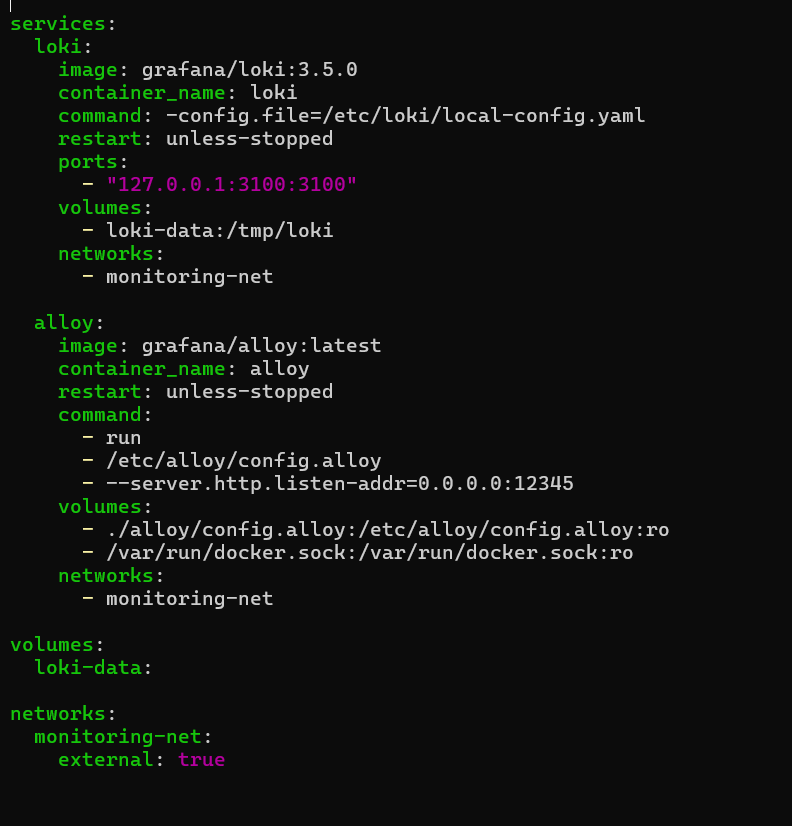 services:
  loki:
    image: grafana/loki:3.5.0
    container_name: loki
    command: -config.file=/etc/loki/local-config.yaml
    restart: unless-stopped
    ports:
      - "127.0.0.1:3100:3100"
    volumes:
      - loki-data:/tmp/loki
    networks:
      - monitoring-net

  alloy:
    image: grafana/alloy:latest
    container_name: alloy
    restart: unless-stopped
    command:
      - run
      - /etc/alloy/config.alloy
      - --server.http.listen-addr=0.0.0.0:12345
    volumes:
      - ./alloy/config.alloy:/etc/alloy/config.alloy:ro
      - /var/run/docker.sock:/var/run/docker.sock:ro
    networks:
      - monitoring-net

volumes:
  loki-data:

networks:
  monitoring-net:
    external: true